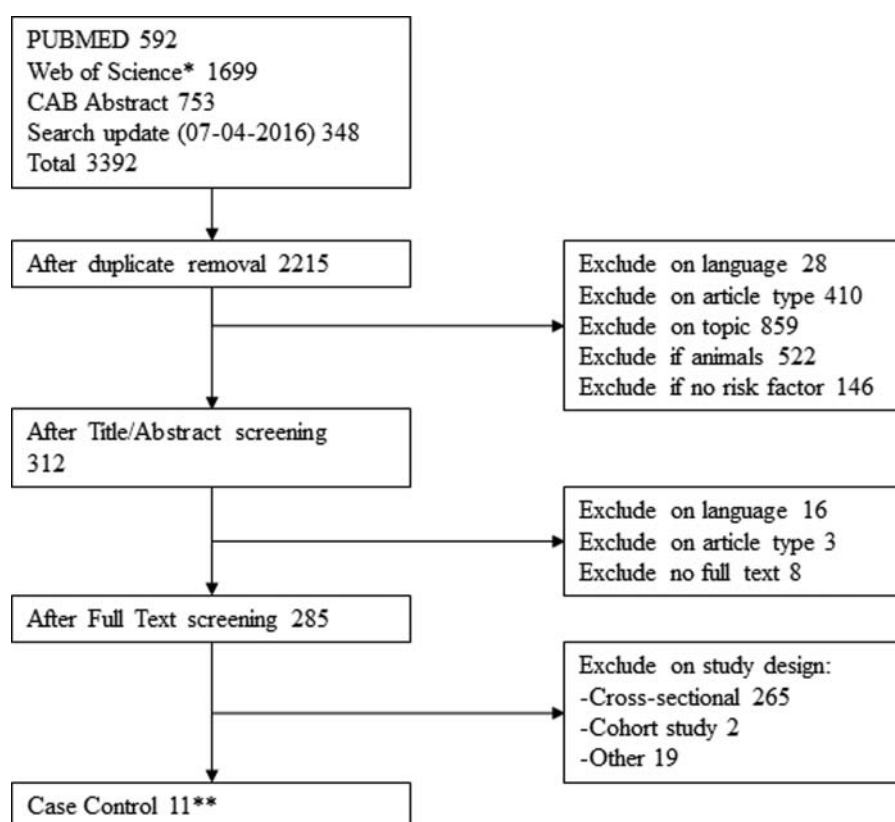 PUBMED 592
Web of Science* 1699
CAB Abstract 753
Search update (07-04-2016) 348
Total 3392
After duplicate removal 2215
Exclude on language 28
Exclude on article type 410
Exclude on topic 859
Exclude if animals 522
Exclude if no risk factor 146
After Title/Abstract screening
312
Exclude on language 16
Exclude on article type 3
Exclude no full text 8
After Full Text screening 285
Exclude on study design:
-Cross-sectional 265
-Cohort study 2
-Other 19
Case Control 11**